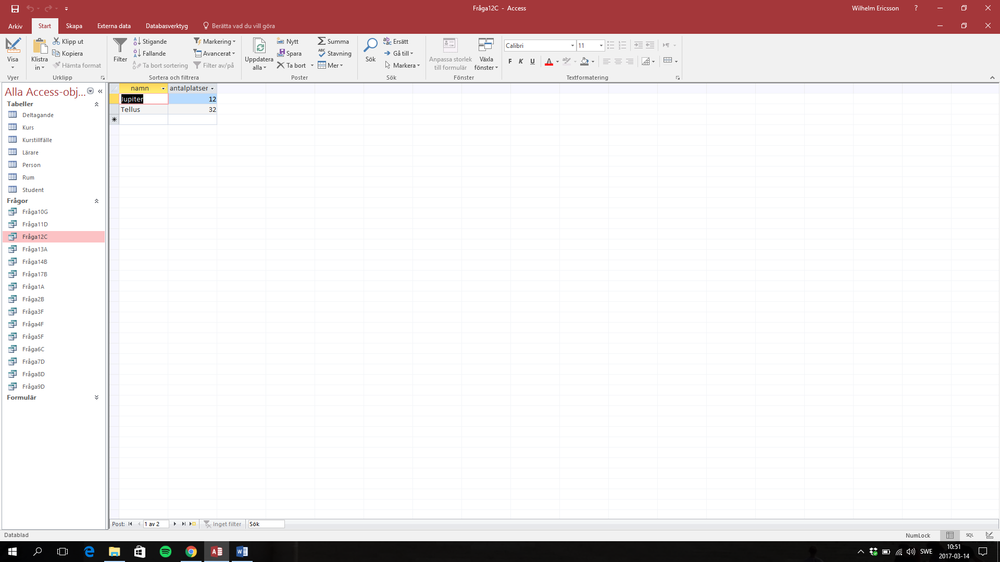 Fråga12C - Access
Wilhelm Ericsson
?
Arkiv Start Skapa Externa data Databasverktyg Berätta vad du vill göra
Visa
Vyer
Klistra in
Klipp ut
Kopiera
Hämta format
Urklipp
Filter
Stigande
Fallande
Ta bort sortering
Markering
Avancerat
Filter av/på
Sortera och filtrera
Uppdatera alla
Nytt
Spara
Ta bort
Summa
Stavning
Mer
Poster
Sök
Ersätt
Gå till
Markera
Sök
Anpassa storlek till formulär
Växla fönster
Fönster
Calibri 11
F K U
Textformatering
Alla Access-obj...
Tabeller
Deltagande
Kurs
Kurstillfälle
Lärare
Person
Rum
Student
Frågor
Fråga10G
Fråga11D
Fråga12C
Fråga13A
Fråga14B
Fråga17B
Fråga1A
Fråga2B
Fråga3F
Fråga4F
Fråga5F
Fråga6C
Fråga7D
Fråga8D
Fråga9D
Formulär
namn antalplatser
Jupiter 12
Tellus 32
Post: 1 av 2 Inget filter Sök
Datablad
NumLock SQL
SWE
10:51
2017-03-14